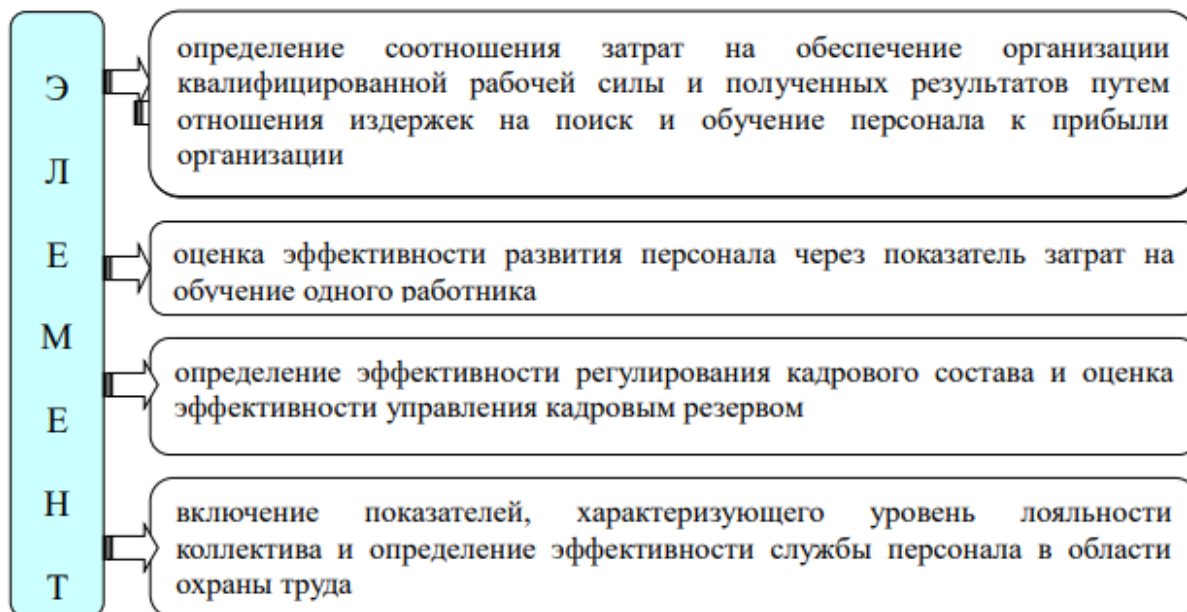 Э
Л
Е
М
Е
Н
Т
определение соотношения затрат на обеспечение организации
квалифицированной рабочей силы и полученных результатов путем
отношения издержек на поиск и обучение персонала к прибыли
организации
оценка эффективности развития персонала через показатель затрат на
обучение одного работника
определение эффективности регулирования кадрового состава и оценка
эффективности управления кадровым резервом
включение показателей, характеризующего уровень лояльности
коллектива и определение эффективности службы персонала в области
охраны труда